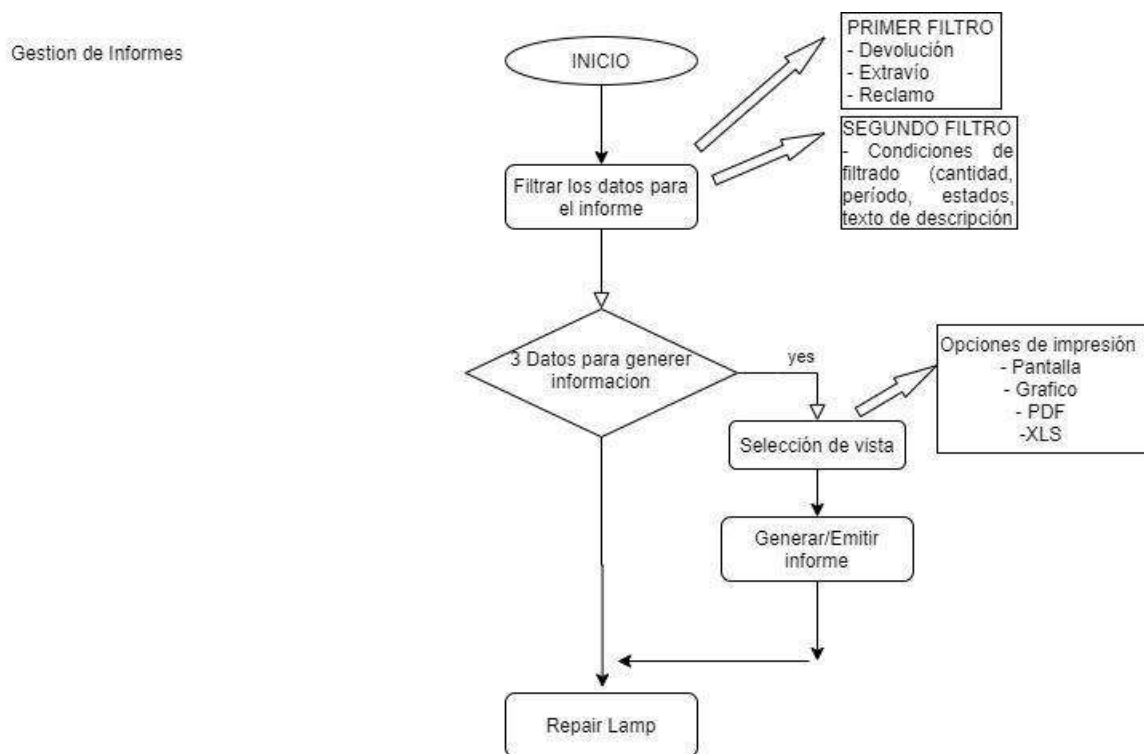 Gestion de Informes
INICIO
PRIMER FILTRO
- Devolución
- Extravío
- Reclamo
SEGUNDO FILTRO
- Condiciones de
filtrado (cantidad,
período, estados,
texto de descripción
Filtrar los datos para
el informe
3 Datos para generer
informacion
yes
Opciones de impresión
- Pantalla
- Grafico
- PDF
-XLS
Selección de vista
Generar/Emitir
informe
Repair Lamp